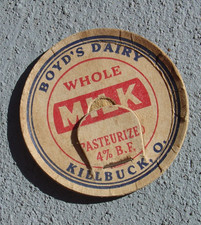 BOYD'S DAIRY
WHOLE
MILK
PASTEURIZED
4% B.F.
KILLBUCK, O.